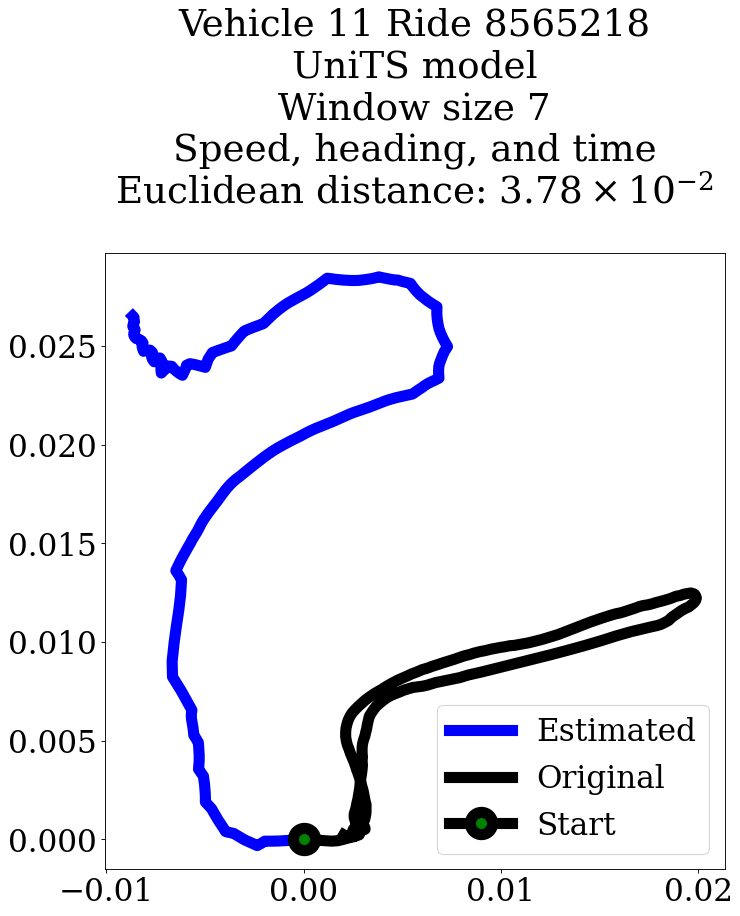 Vehicle 11 Ride 8565218
UniTS model
Window size 7
Speed, heading, and time
Euclidean distance: 3.78 × 10⁻²
0.025
0.020
0.015
0.010
0.005
0.000
−0.01 0.00 0.01 0.02
Estimated
Original
Start